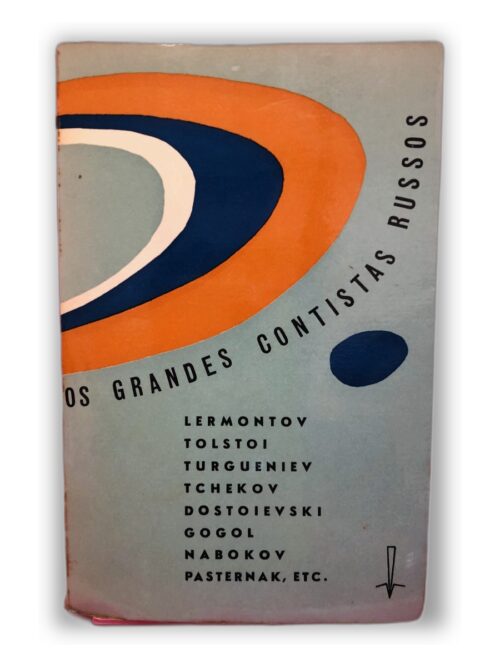 OS GRANDES CONTISTAS RUSSOS
LERMONTOV
TOLSTOI
TURGUENIEV
TCHEKOV
DOSTOIEVSKI
GOGOL
NABOKOV
PASTERNAK, ETC.